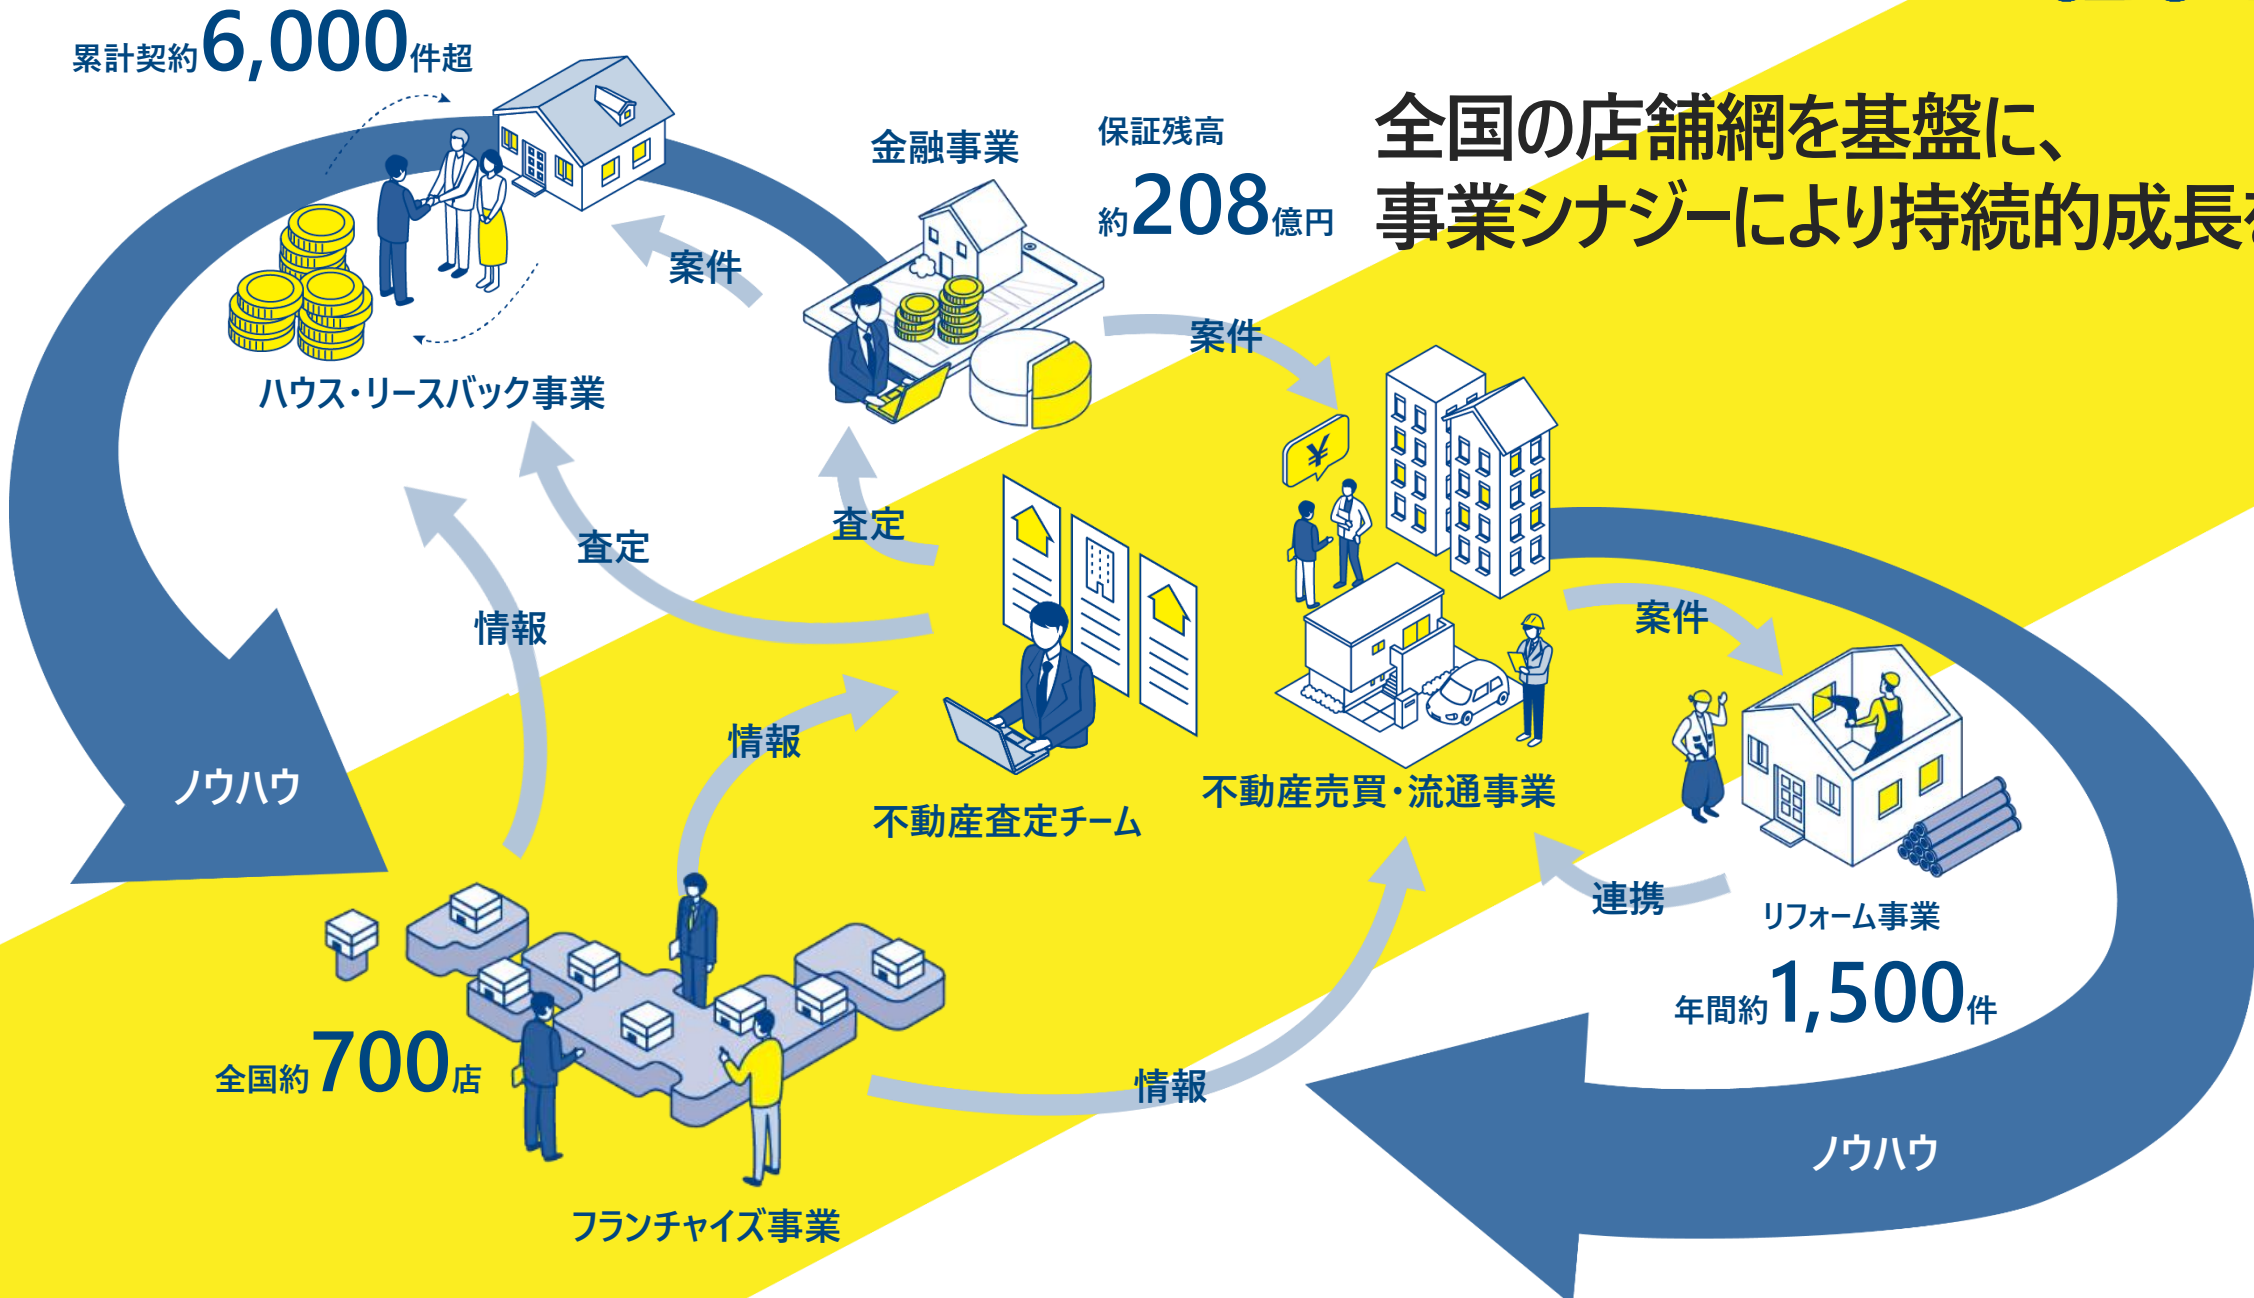 累計契約6,000件超
全国の店舗網を基盤に、
事業シナジーにより持続的成長を
金融事業
保証残高
約208億円
案件
案件
ハウス・リースバック事業
¥
査定
査定
情報
案件
情報
ノウハウ
不動産査定チーム
不動産売買・流通事業
連携
リフォーム事業
年間約1,500件
全国約700店
情報
ノウハウ
フランチャイズ事業